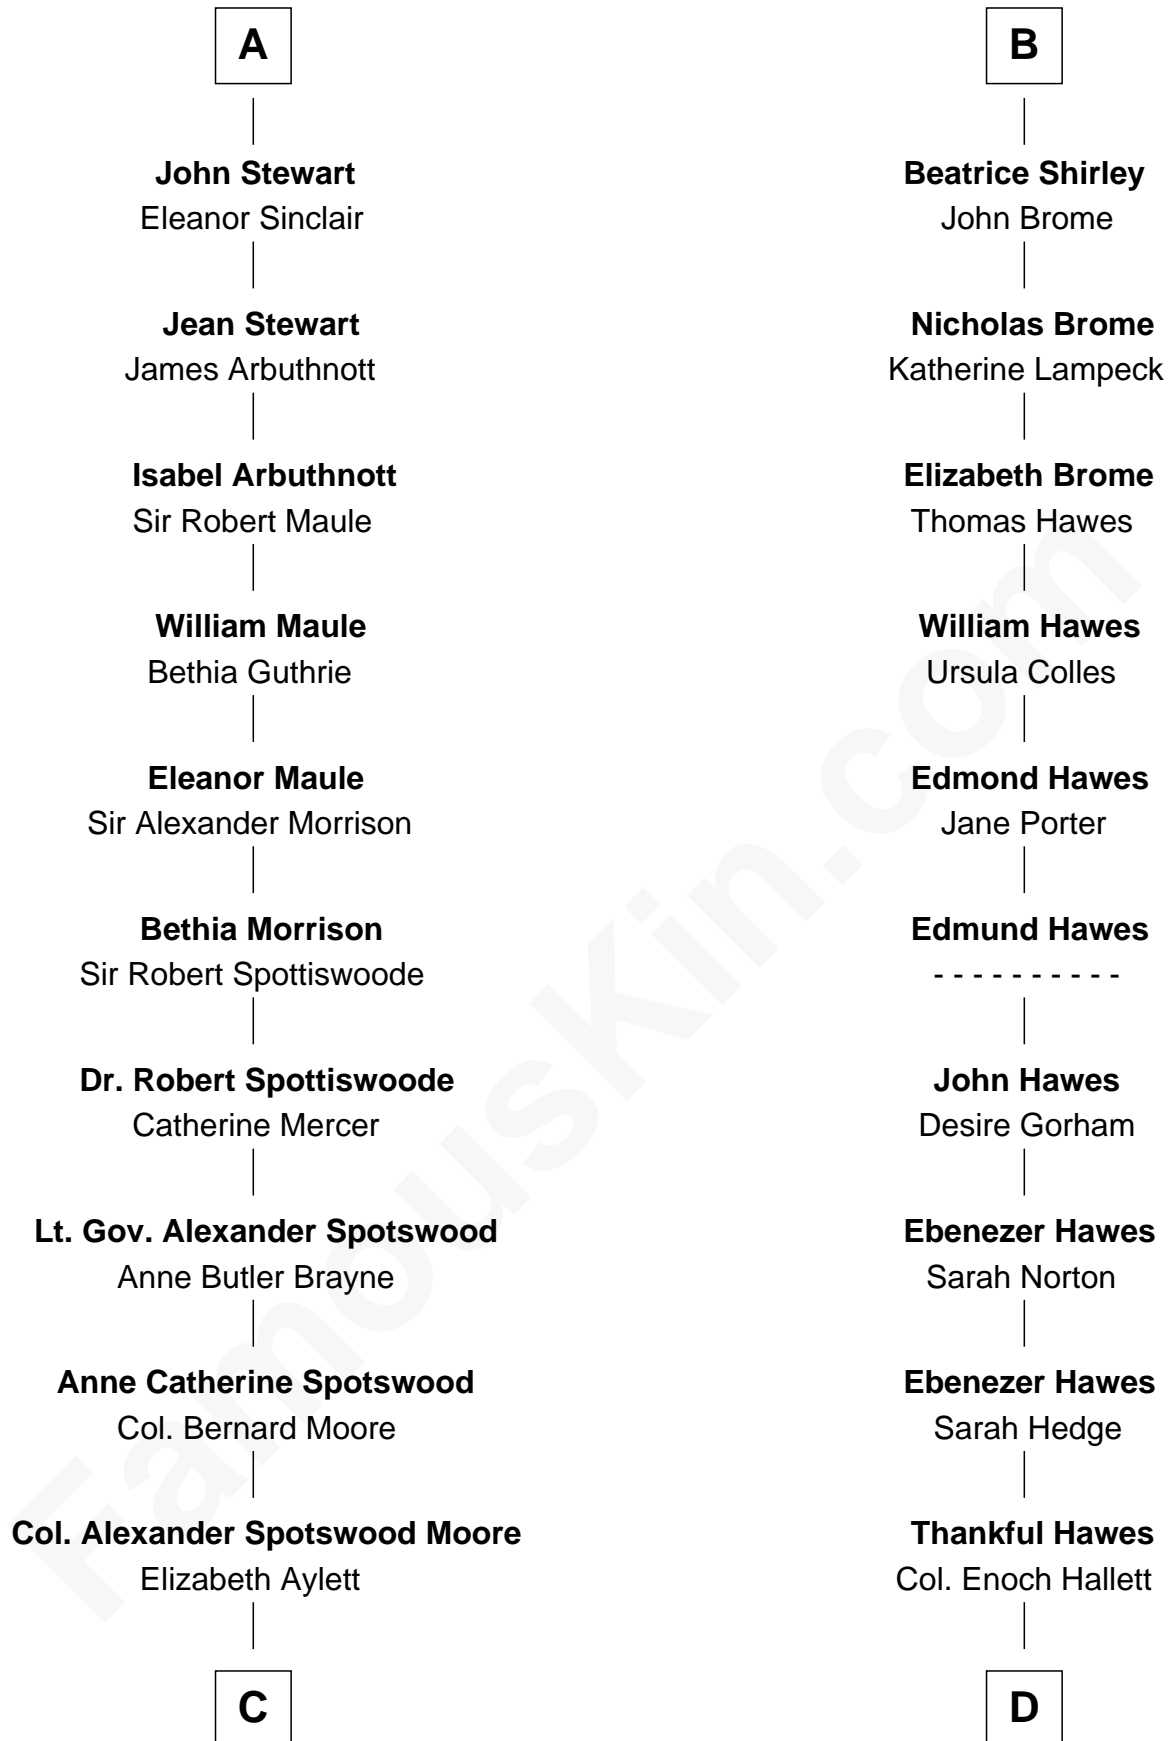 A
John Stewart
Eleanor Sinclair
Jean Stewart
James Arbuthnott
Isabel Arbuthnott
Sir Robert Maule
William Maule
Bethia Guthrie
Eleanor Maule
Sir Alexander Morrison
Bethia Morrison
Sir Robert Spottiswoode
Dr. Robert Spottiswoode
Catherine Mercer
Lt. Gov. Alexander Spotswood
Anne Butler Brayne
Anne Catherine Spotswood
Col. Bernard Moore
Col. Alexander Spotswood Moore
Elizabeth Aylett
C
B
Beatrice Shirley
John Brome
Nicholas Brome
Katherine Lampeck
Elizabeth Brome
Thomas Hawes
William Hawes
Ursula Colles
Edmond Hawes
Jane Porter
Edmund Hawes
- - - - - - - - - -
John Hawes
Desire Gorham
Ebenezer Hawes
Sarah Norton
Ebenezer Hawes
Sarah Hedge
Thankful Hawes
Col. Enoch Hallett
D
FamousKin.com